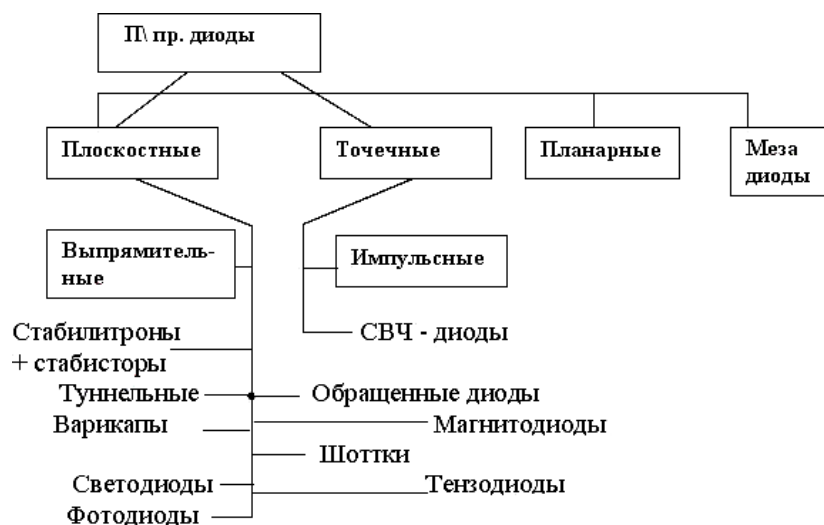 П\ пр. диоды
Плоскостные
Точечные
Планарные
Меза
диоды
Выпрямитель-
ные
Импульсные
Стабилитроны
+ стабисторы
СВЧ - диоды
Туннельные
Обращенные диоды
Варикапы
Магнитодиоды
Шоттки
Светодиоды
Тензодиоды
Фотодиоды